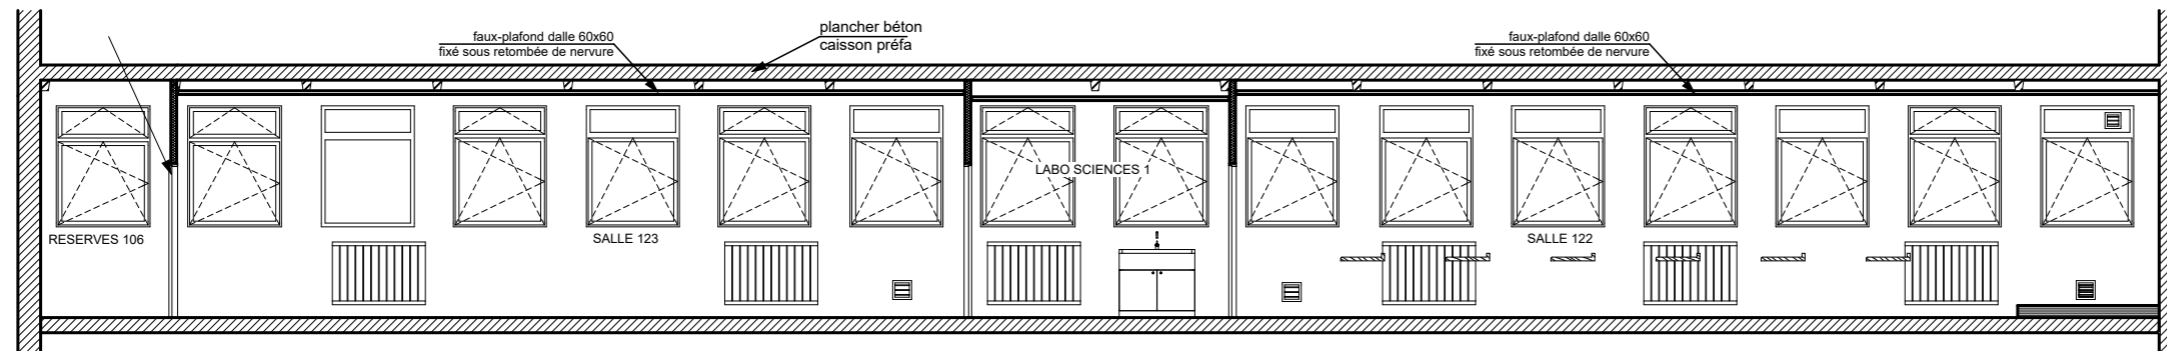 plancher béton
caisson préfa
faux-plafond dalle 60x60
fixé sous retombée de nervure
faux-plafond dalle 60x60
fixé sous retombée de nervure
LABO SCIENCES 1
RESERVES 106
SALLE 123
SALLE 122